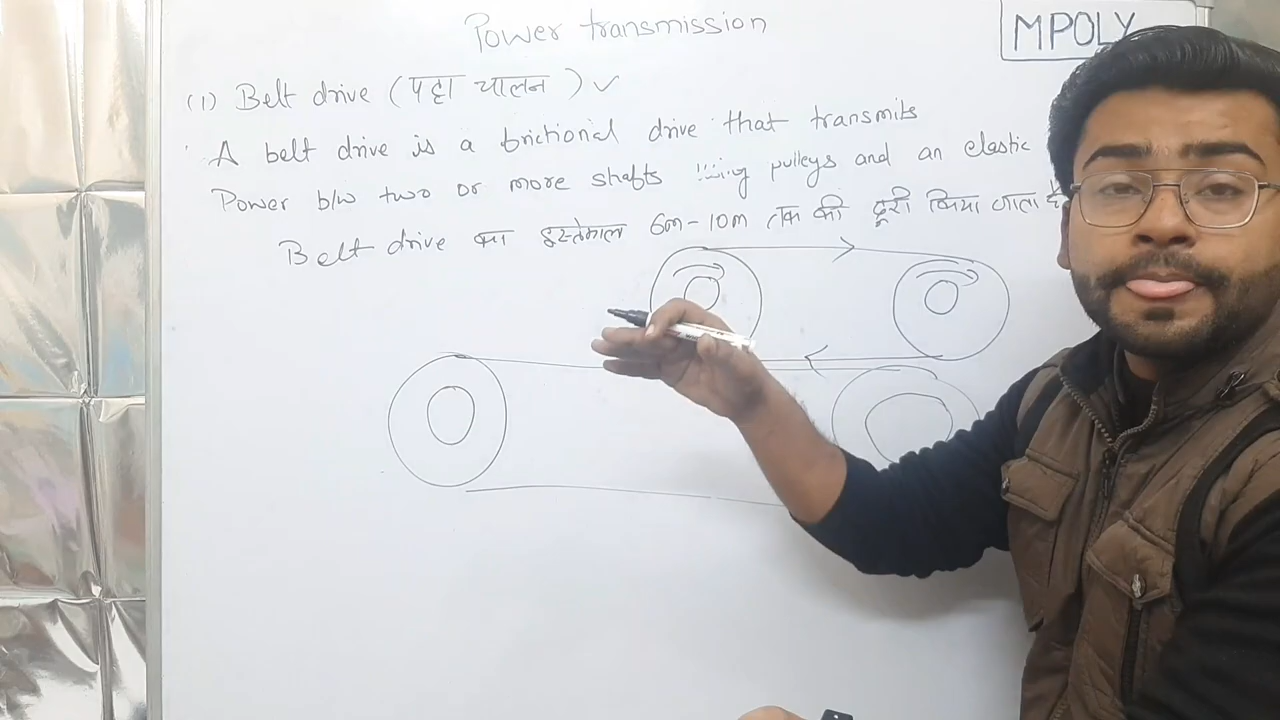 Power transmission
MPOLY
(1) Belt drive (पट्टा चालन) ✓
A belt drive is a frictional drive that transmits
Power b/w two or more shafts using pulleys and an elastic
Belt drive का इस्तेमाल 6m-10m तक की दूरी किया जाता